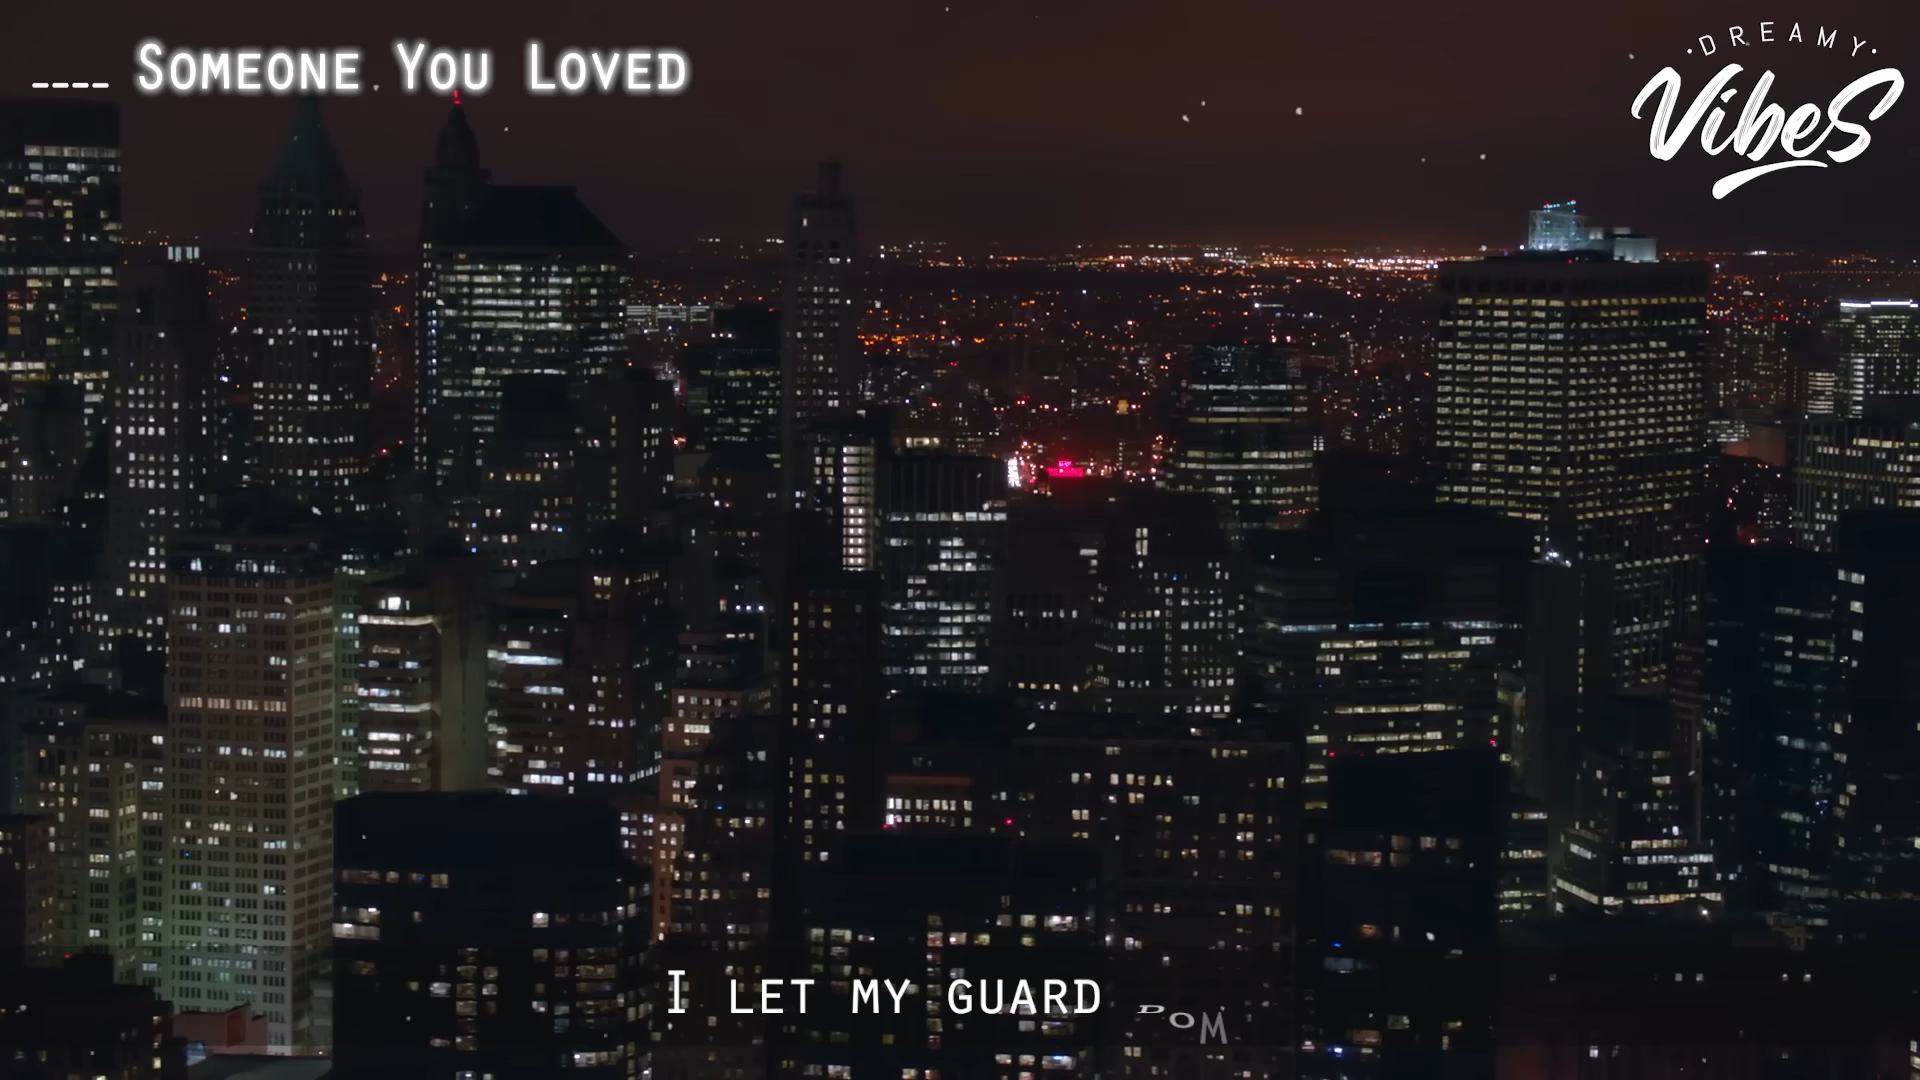 ---- Someone You Loved
· DREAMY ·
Vibes
I LET MY GUARD